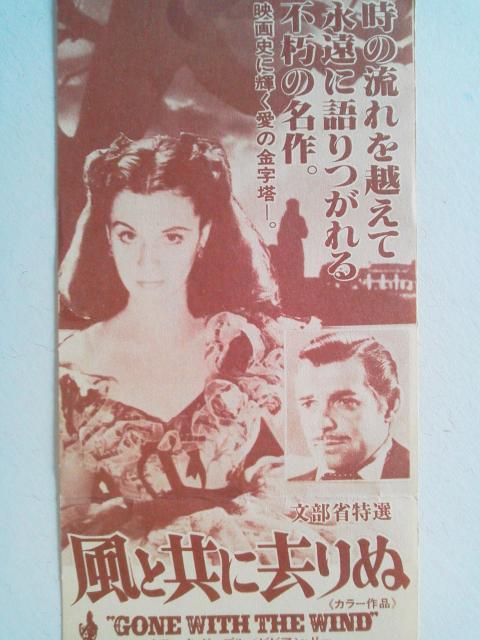 時の流れを越えて
永遠に語りつがれる
不朽の名作。
映画史に輝く愛の金字塔—。
文部省特選
風と共に去りぬ
《カラー作品》
"GONE WITH THE WIND"